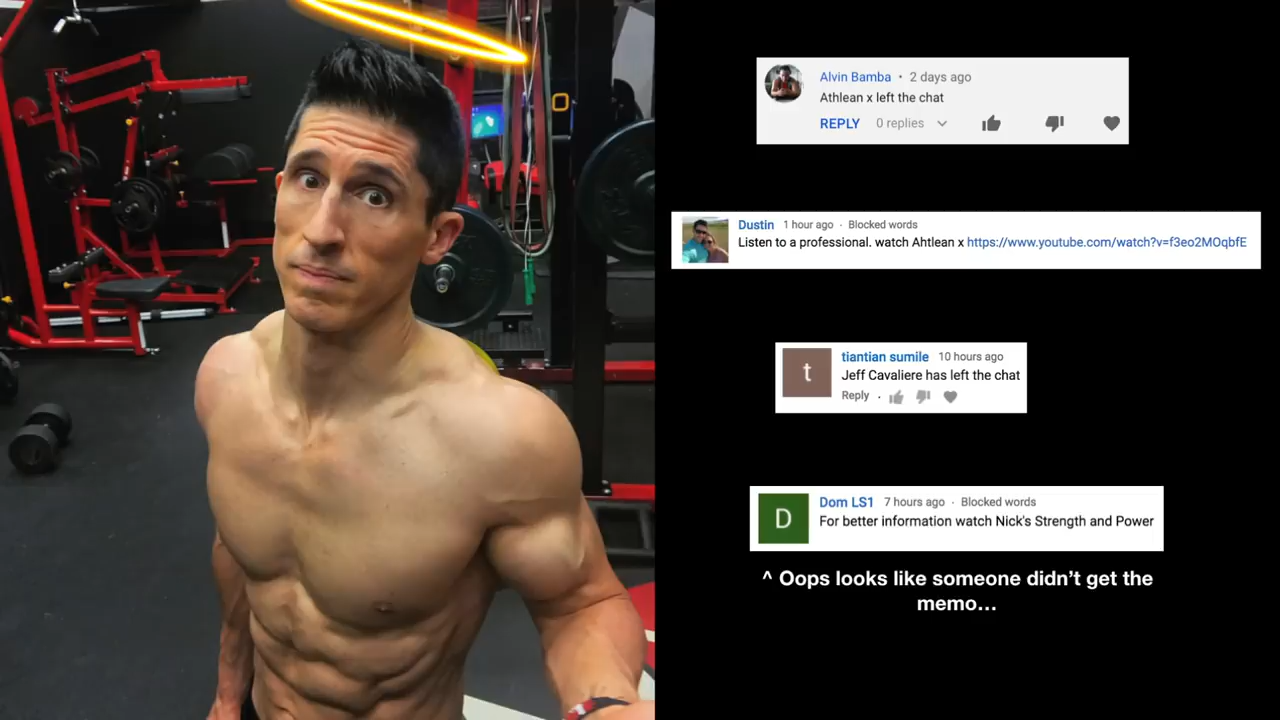 Alvin Bamba • 2 days ago
Athlean x left the chat
REPLY 0 replies
Dustin 1 hour ago · Blocked words
Listen to a professional. watch Ahtlean x https://www.youtube.com/watch?v=f3eo2MOqbfE
t
tiantian sumile 10 hours ago
Jeff Cavaliere has left the chat
Reply ·
D
Dom LS1 7 hours ago · Blocked words
For better information watch Nick's Strength and Power
^ Oops looks like someone didn’t get the
memo...